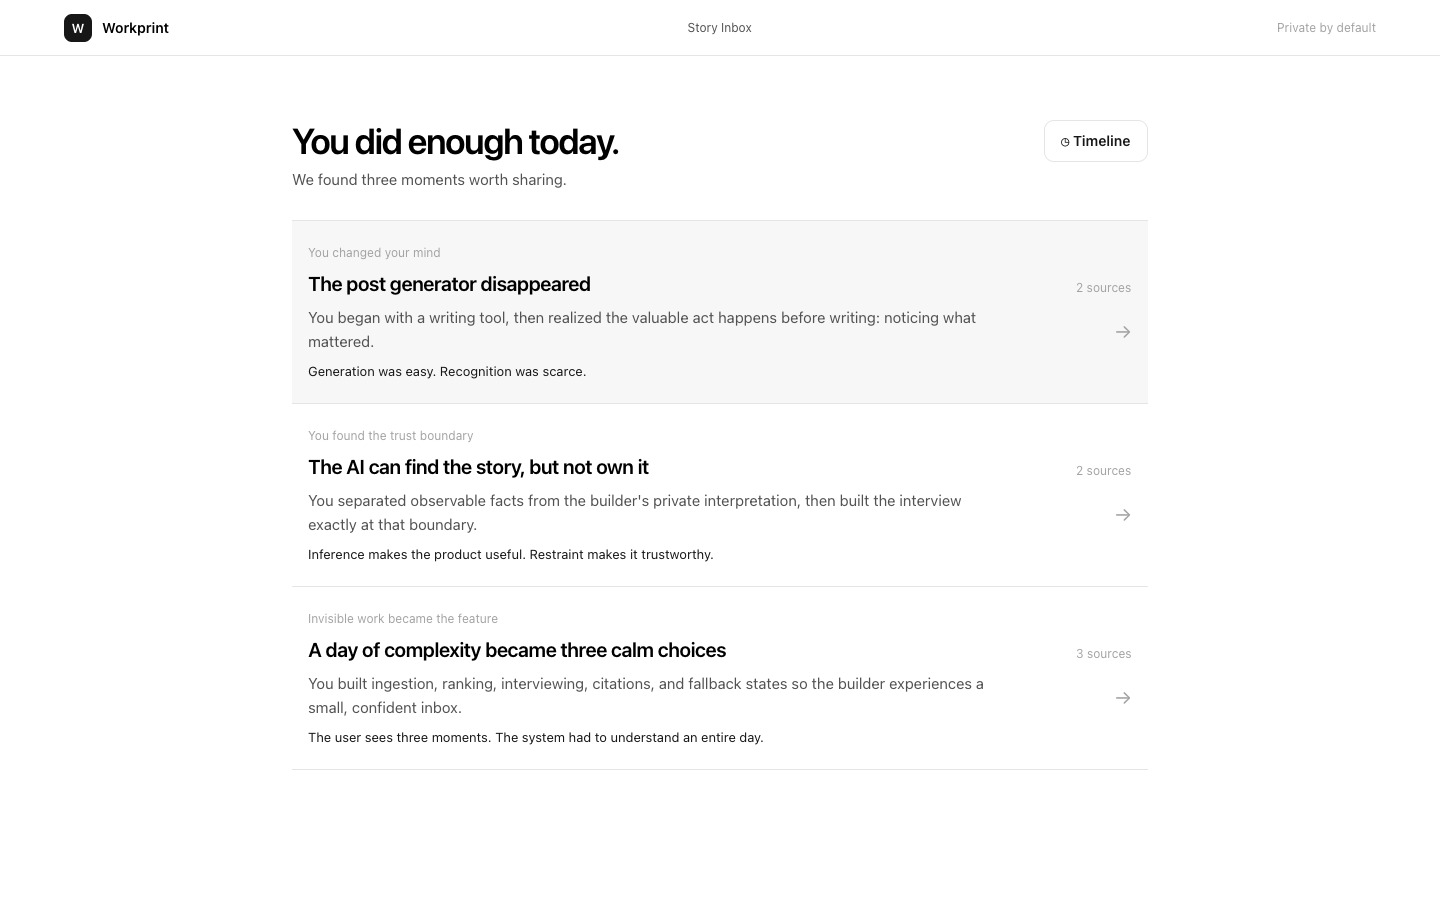 W Workprint
Story Inbox
Private by default
You did enough today.
Timeline
We found three moments worth sharing.
You changed your mind
The post generator disappeared
2 sources
You began with a writing tool, then realized the valuable act happens before writing: noticing what
mattered.
Generation was easy. Recognition was scarce.
You found the trust boundary
The AI can find the story, but not own it
2 sources
You separated observable facts from the builder's private interpretation, then built the interview
exactly at that boundary.
Inference makes the product useful. Restraint makes it trustworthy.
Invisible work became the feature
A day of complexity became three calm choices
3 sources
You built ingestion, ranking, interviewing, citations, and fallback states so the builder experiences a
small, confident inbox.
The user sees three moments. The system had to understand an entire day.